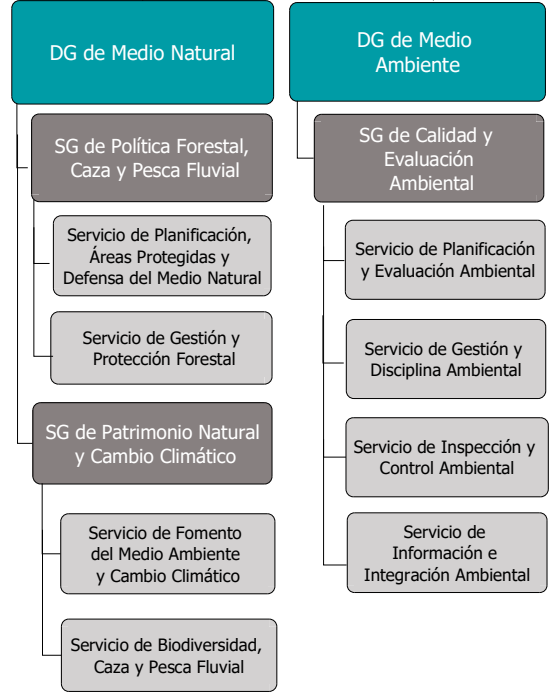 DG de Medio Natural
SG de Política Forestal,
Caza y Pesca Fluvial
Servicio de Planificación,
Áreas Protegidas y
Defensa del Medio Natural
Servicio de Gestión y
Protección Forestal
SG de Patrimonio Natural
y Cambio Climático
Servicio de Fomento
del Medio Ambiente
y Cambio Climático
Servicio de Biodiversidad,
Caza y Pesca Fluvial
DG de Medio
Ambiente
SG de Calidad y
Evaluación
Ambiental
Servicio de Planificación
y Evaluación Ambiental
Servicio de Gestión y
Disciplina Ambiental
Servicio de Inspección y
Control Ambiental
Servicio de
Información e
Integración Ambiental